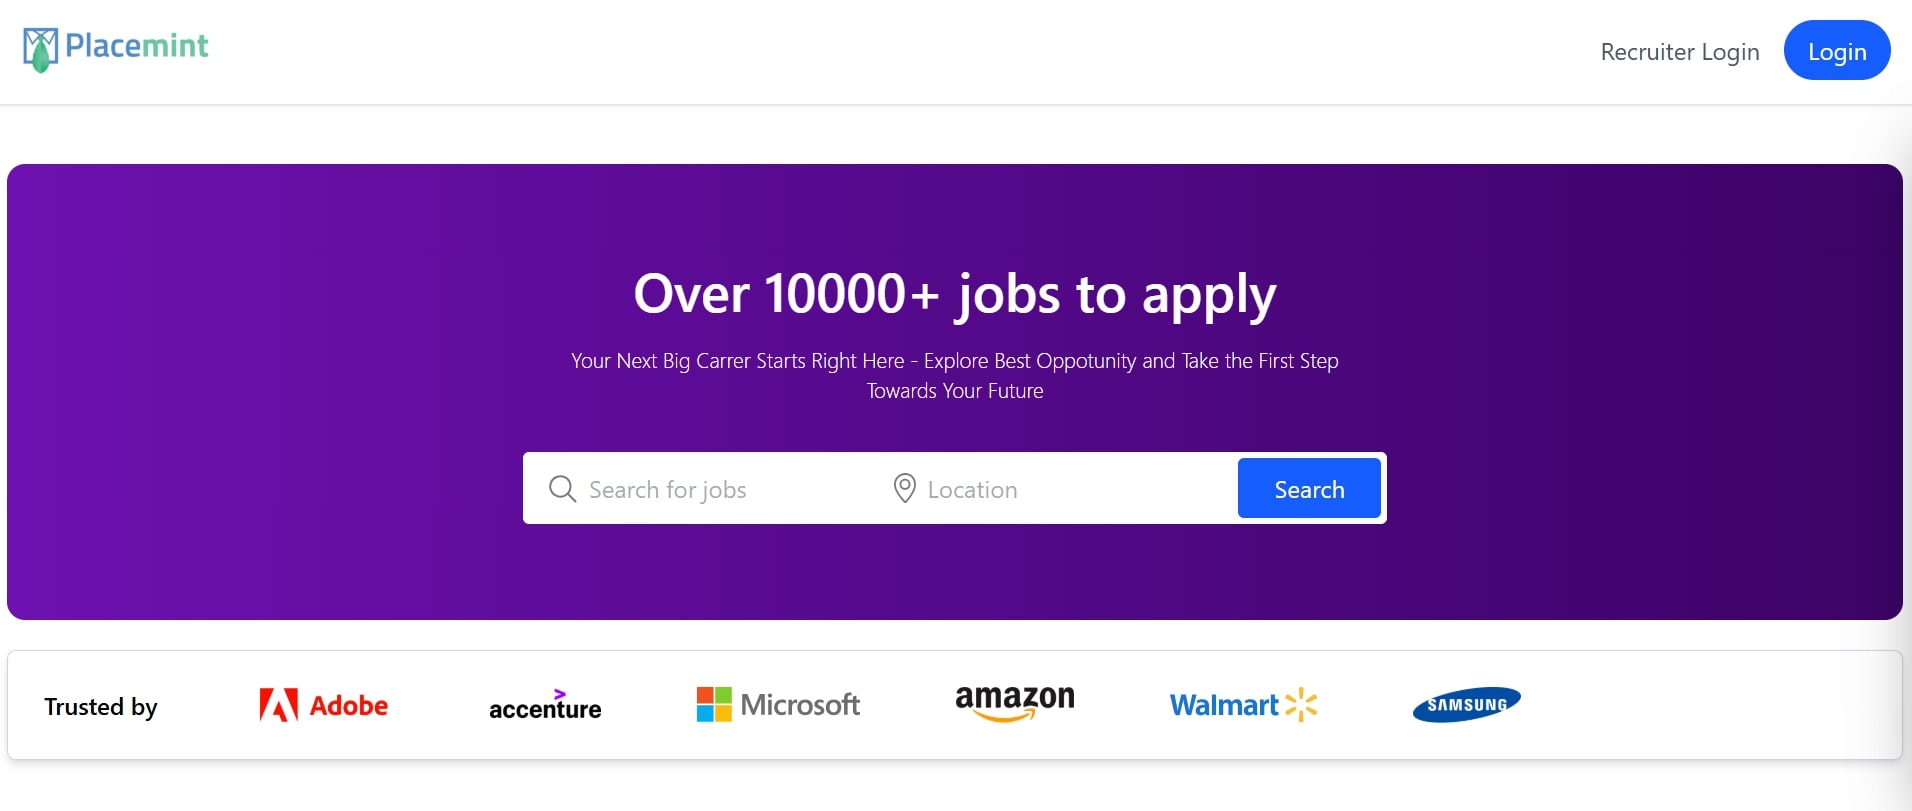 Placemint
Recruiter Login
Login
Over 10000+ jobs to apply
Your Next Big Carrer Starts Right Here - Explore Best Oppotunity and Take the First Step
Towards Your Future
Search for jobs
Location
Search
Trusted by
Adobe
accenture
Microsoft
amazon
Walmart
SAMSUNG